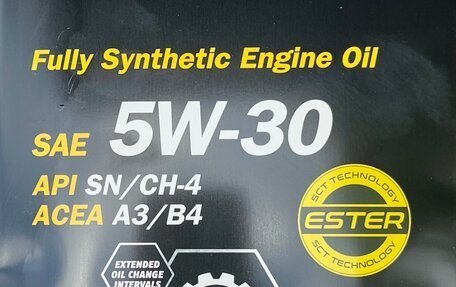 Fully Synthetic Engine Oil
SAE 5W-30
API SN/CH-4
ACEA A3/B4
SCT TECHNOLOGY
ESTER
SCT TECHNOLOGY
EXTENDED
OIL CHANGE
INTERVALS